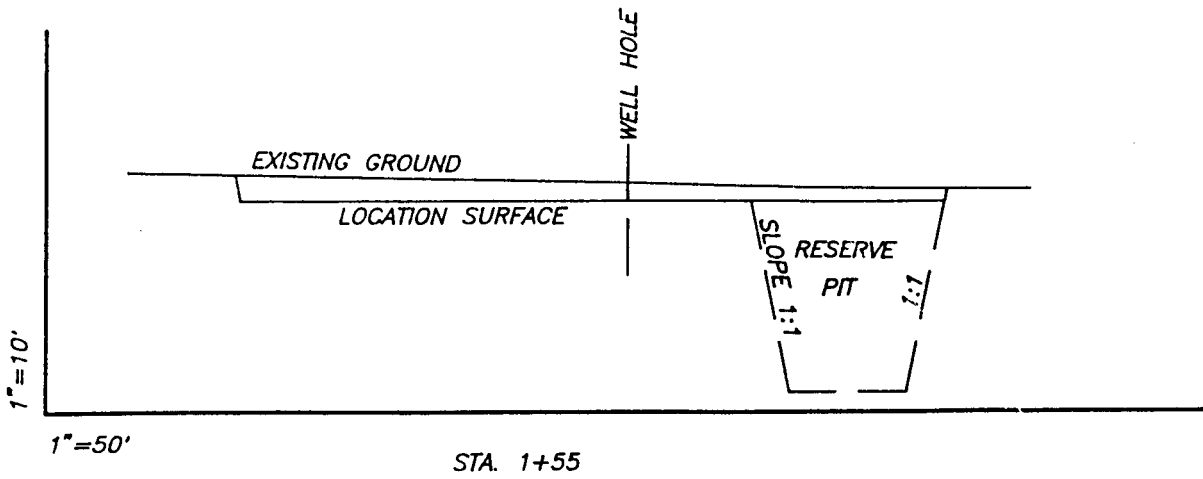 WELL HOLE
EXISTING GROUND
LOCATION SURFACE
SLOPE 1:1
RESERVE
PIT
1:1
1"=10'
1"=50'
STA. 1+55